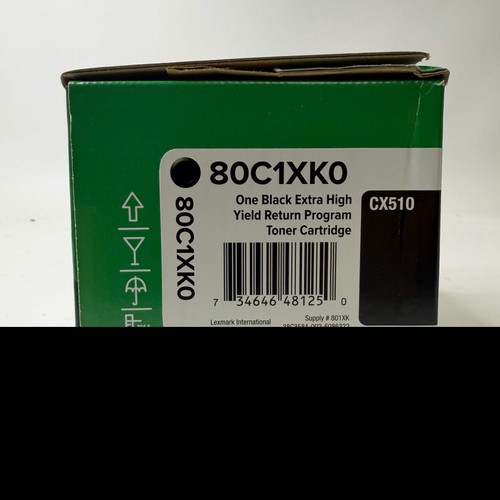 80C1XK0
One Black Extra High
Yield Return Program
Toner Cartridge
CX510
80C1XK0
7 34646 48125 0
Lexmark International
Supply # 801XK